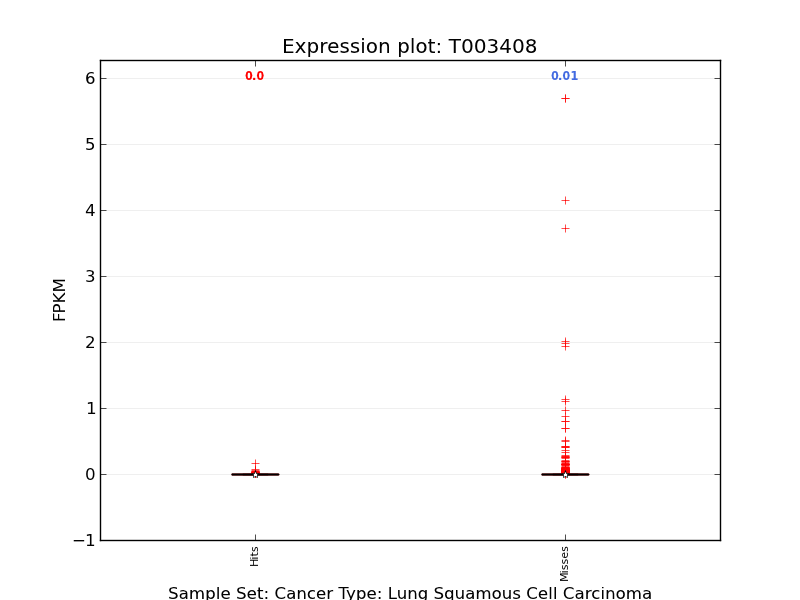 Expression plot: T003408
0.0
0.01
6
5
4
3
2
1
0
−1
FPKM
Hits
Misses
Sample Set: Cancer Type: Lung Squamous Cell Carcinoma